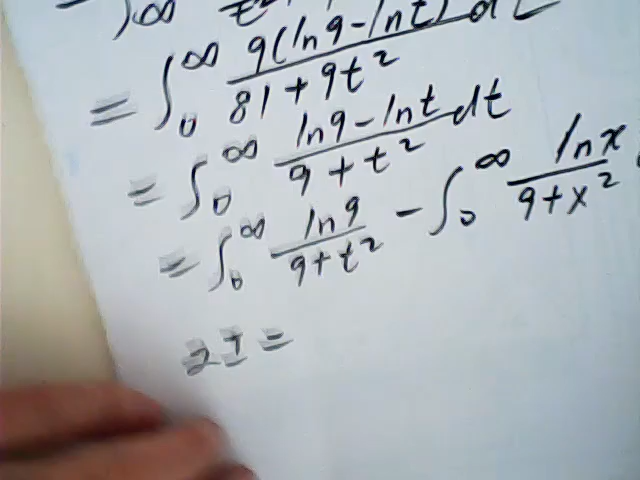 = ∫₀^∞ 9(ln9-lnt)/(81+9t²) dt
= ∫₀^∞ (ln9-lnt)/(9+t²) dt
= ∫₀^∞ ln9/(9+t²) - ∫₀^∞ lnx/(9+x²)
2I =